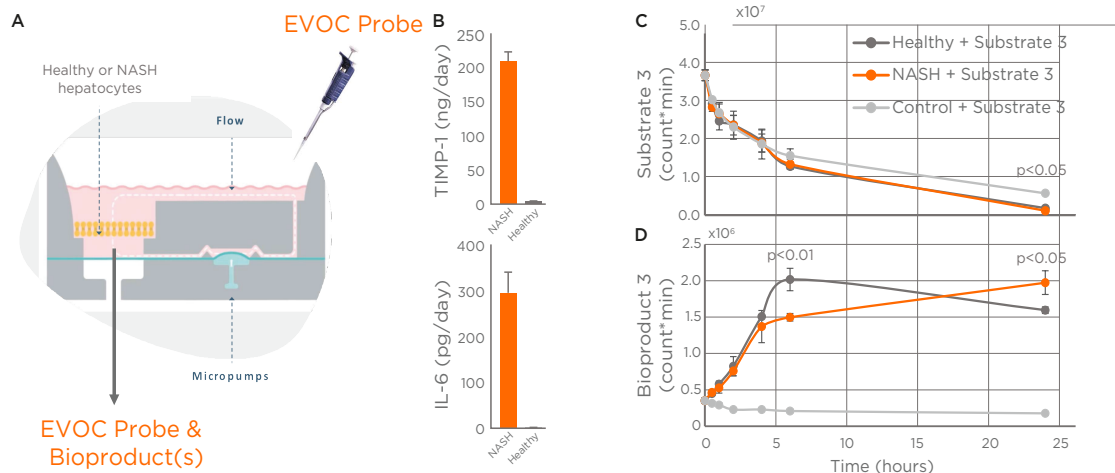 A
EVOC Probe
Healthy or NASH
hepatocytes
Flow
Micropumps
EVOC Probe &
Bioproduct(s)
B
TIMP-1 (ng/day)
250
200
150
100
50
0
NASH
Healthy
IL-6 (pg/day)
400
300
200
100
0
NASH
Healthy
C
x10⁷
Substrate 3
(count*min)
5.0
4.0
3.0
2.0
1.0
0.0
Healthy + Substrate 3
NASH + Substrate 3
Control + Substrate 3
p<0.05
D
x10⁶
Bioproduct 3
(count*min)
2.5
2.0
1.5
1.0
0.5
0.0
p<0.01
p<0.05
0
5
10
15
20
25
Time (hours)